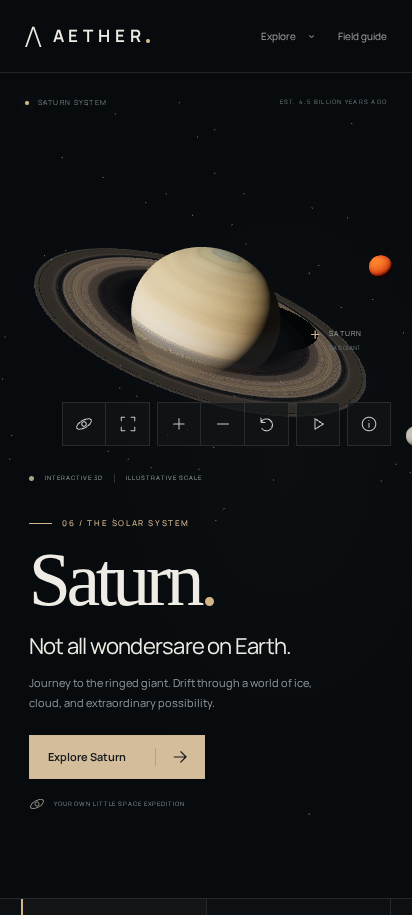 AETHER.
Explore
Field guide
SATURN SYSTEM
EST. 4.5 BILLION YEARS AGO
SATURN
INTERACTIVE 3D
ILLUSTRATIVE SCALE
06 / THE SOLAR SYSTEM
Saturn.
Not all wondersare on Earth.
Journey to the ringed giant. Drift through a world of ice,
cloud, and extraordinary possibility.
Explore Saturn
YOUR OWN LITTLE SPACE EXPEDITION